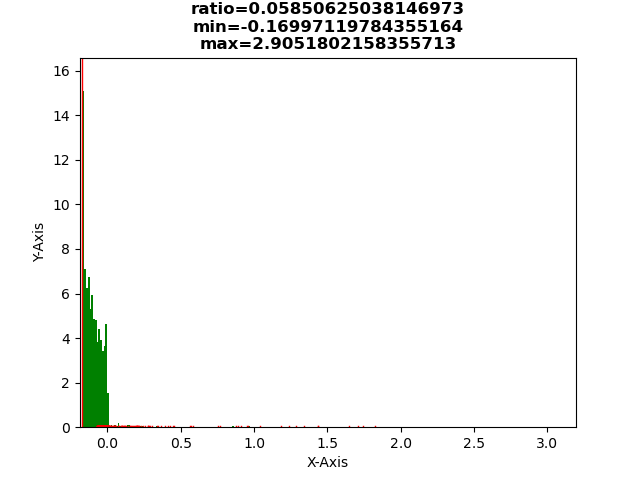 ratio=0.05850625038146973
min=-0.16997119784355164
max=2.9051802158355713
16
14
12
10
8
6
4
2
0
Y-Axis
0.0 0.5 1.0 1.5 2.0 2.5 3.0
X-Axis